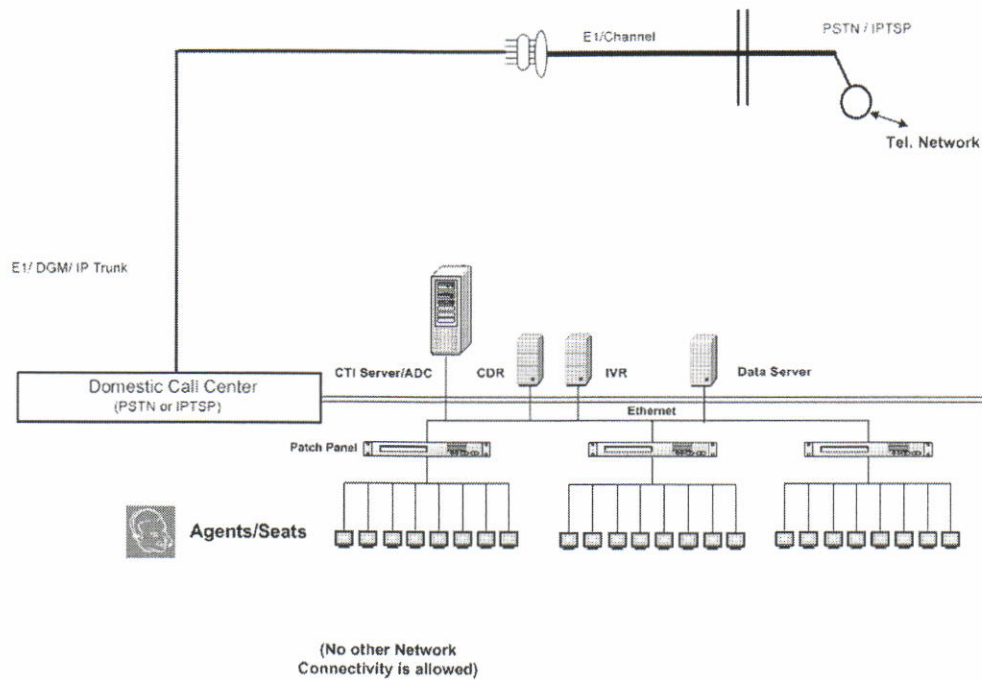 PSTN / IPTSP
E1/Channel
Tel. Network
E1/ DGM/ IP Trunk
CTI Server/ADC
CDR
IVR
Data Server
Domestic Call Center
(PSTN or IPTSP)
Ethernet
Patch Panel
Agents/Seats
(No other Network
Connectivity is allowed)